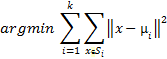 argmin ∑_{i=1}^{k} ∑_{x∈S_i} ‖x − μ_i‖²